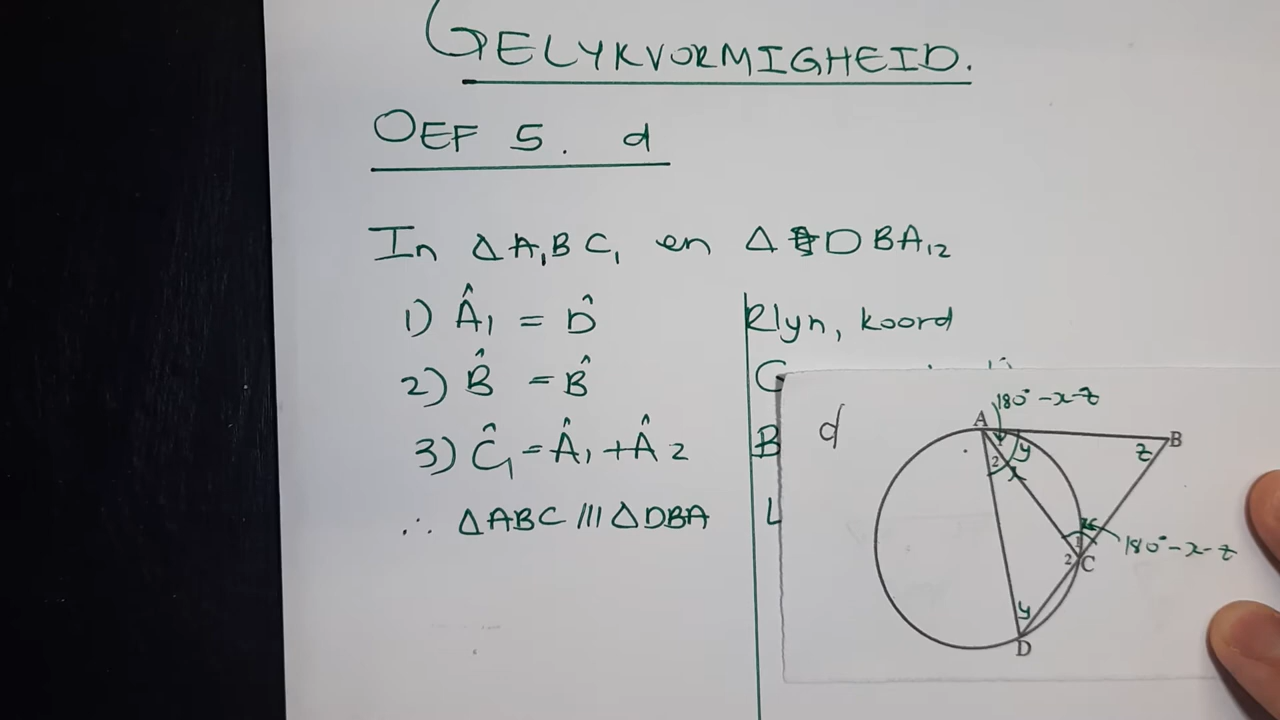 GELYKVORMIGHEID.
OEF 5. d
In ΔA₁BC₁ en ΔDBA₁₂
1) Â₁ = D̂ Rlyn, koord
2) B̂ = B̂ G
3) Ĉ₁ = Â₁ + Â₂ B
∴ ΔABC /// ΔDBA L
d
180° - x - z
A
B
1
y
z
2
x
x
1
180° - x - z
2
C
y
D